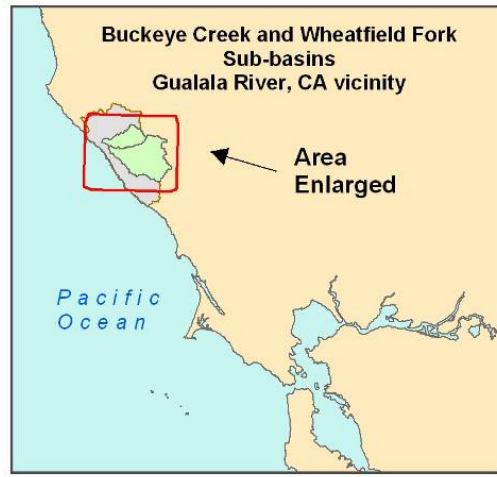 Buckeye Creek and Wheatfield Fork
Sub-basins
Gualala River, CA vicinity
Area
Enlarged
Pacific
Ocean